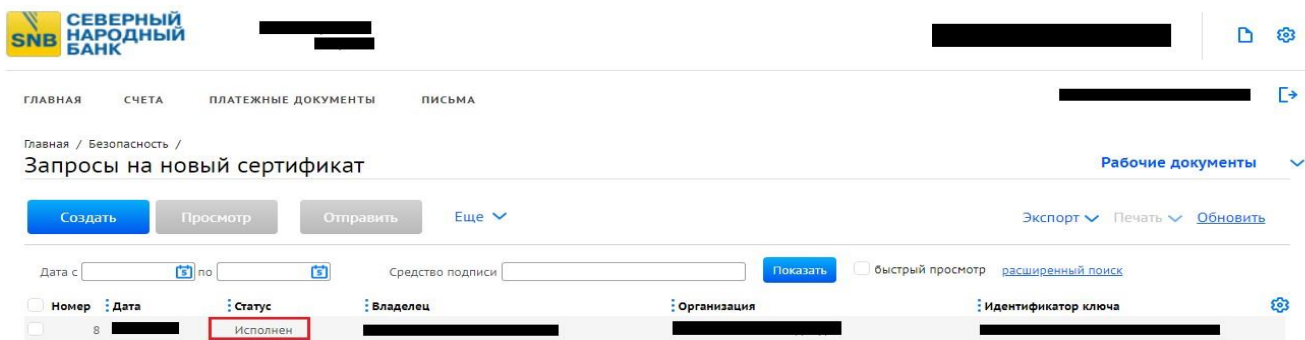 SNB
СЕВЕРНЫЙ
НАРОДНЫЙ
БАНК
ГЛАВНАЯ СЧЕТА ПЛАТЕЖНЫЕ ДОКУМЕНТЫ ПИСЬМА
Главная / Безопасность /
Запросы на новый сертификат Рабочие документы
Создать Просмотр Отправить Еще Экспорт Печать Обновить
Дата с по Средство подписи Показать быстрый просмотр расширенный поиск
Номер Дата Статус Владелец Организация Идентификатор ключа
8 Исполнен